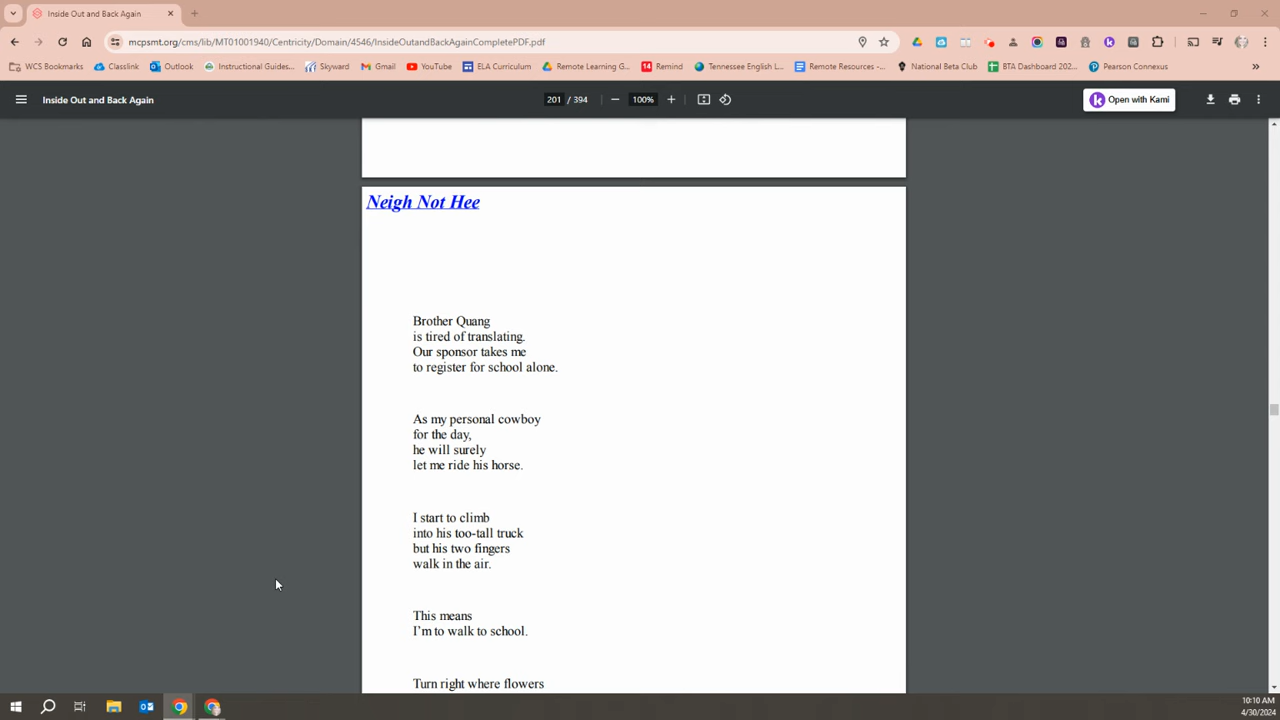 Inside Out and Back Again
mcpsmt.org/cms/lib/MT01001940/Centricity/Domain/4546/InsideOutandBackAgainCompletePDF.pdf
WCS Bookmarks
Classlink
Outlook
Instructional Guides...
Skyward
Gmail
YouTube
ELA Curriculum
Remote Learning G...
Remind
Tennessee English L...
Remote Resources -...
National Beta Club
BTA Dashboard 202...
Pearson Connexus
Inside Out and Back Again
201 / 394
100%
Open with Kami
Neigh Not Hee
Brother Quang
is tired of translating.
Our sponsor takes me
to register for school alone.
As my personal cowboy
for the day,
he will surely
let me ride his horse.
I start to climb
into his too-tall truck
but his two fingers
walk in the air.
This means
I'm to walk to school.
Turn right where flowers
10:10 AM
4/30/2024